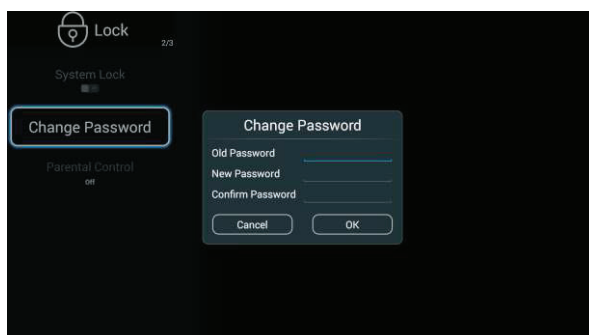 Lock
2/3
System Lock
Change Password
Parental Control
Off
Change Password
Old Password
New Password
Confirm Password
Cancel OK